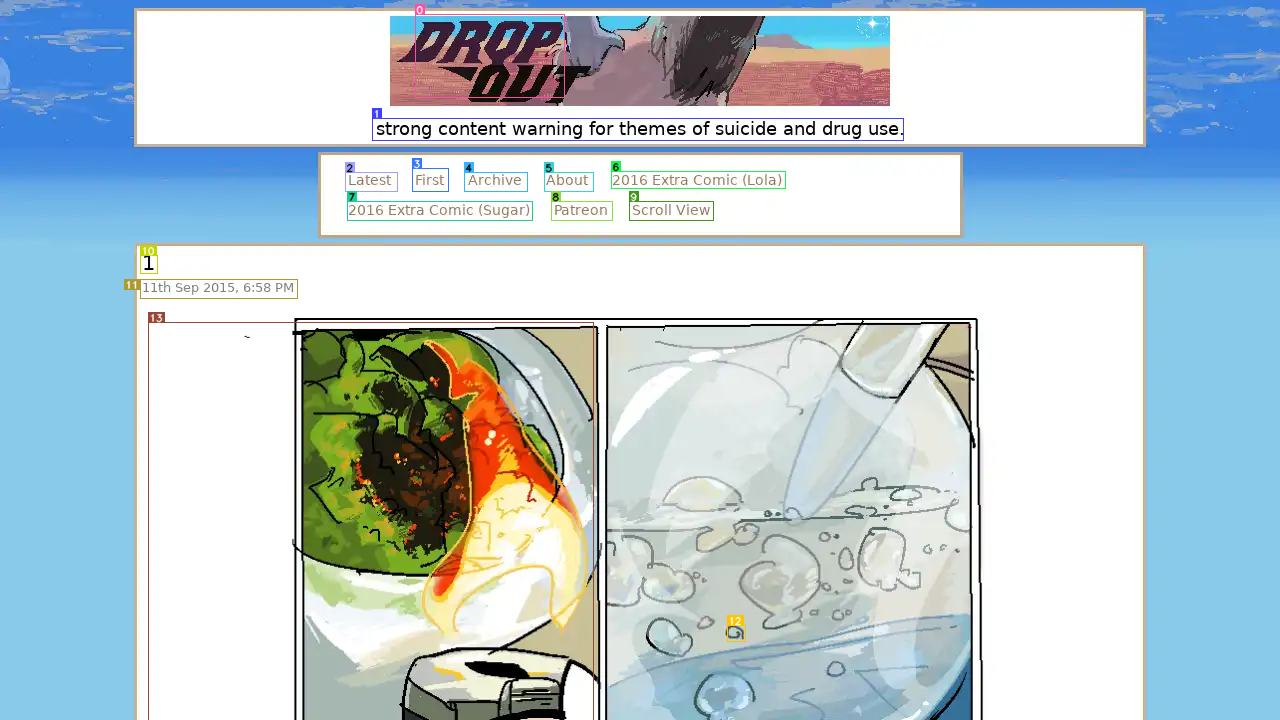 DROP
OUT
strong content warning for themes of suicide and drug use.
Latest First Archive About 2016 Extra Comic (Lola)
2016 Extra Comic (Sugar) Patreon Scroll View
1
11th Sep 2015, 6:58 PM
0
1
2
3
4
5
6
7
8
9
10
11
12
13